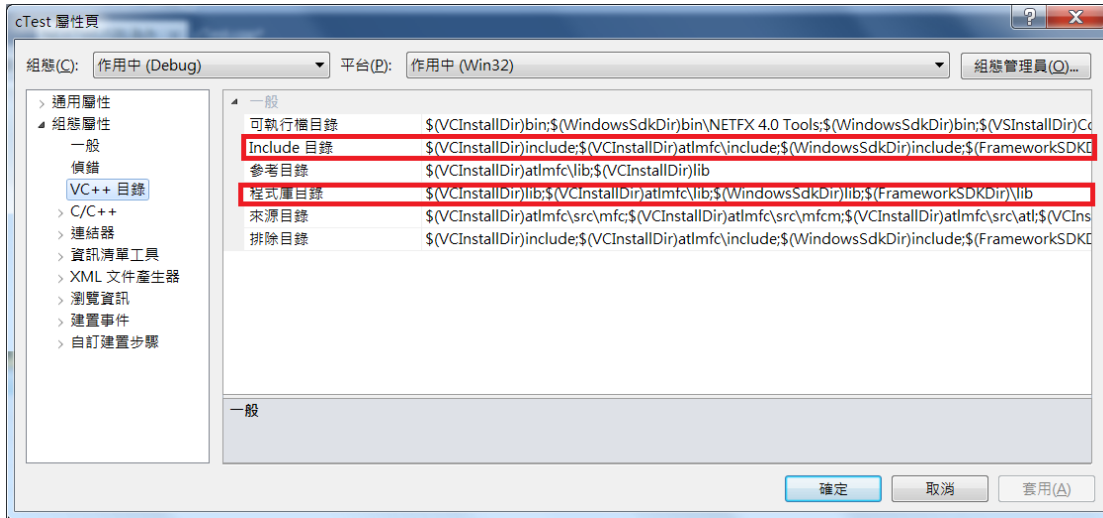 cTest 屬性頁
組態(C): 作用中 (Debug) 平台(P): 作用中 (Win32) 組態管理員(O)...
通用屬性
組態屬性
一般
偵錯
VC++ 目錄
C/C++
連結器
資訊清單工具
XML 文件產生器
瀏覽資訊
建置事件
自訂建置步驟
一般
可執行檔目錄 $(VCInstallDir)bin;$(WindowsSdkDir)bin\NETFX 4.0 Tools;$(WindowsSdkDir)bin;$(VSInstallDir)Cc
Include 目錄 $(VCInstallDir)include;$(VCInstallDir)atlmfc\include;$(WindowsSdkDir)include;$(FrameworkSDKD
參考目錄 $(VCInstallDir)atlmfc\lib;$(VCInstallDir)lib
程式庫目錄 $(VCInstallDir)lib;$(VCInstallDir)atlmfc\lib;$(WindowsSdkDir)lib;$(FrameworkSDKDir)\lib
來源目錄 $(VCInstallDir)atlmfc\src\mfc;$(VCInstallDir)atlmfc\src\mfcm;$(VCInstallDir)atlmfc\src\atl;$(VCIns
排除目錄 $(VCInstallDir)include;$(VCInstallDir)atlmfc\include;$(WindowsSdkDir)include;$(FrameworkSDKD
一般
確定 取消 套用(A)